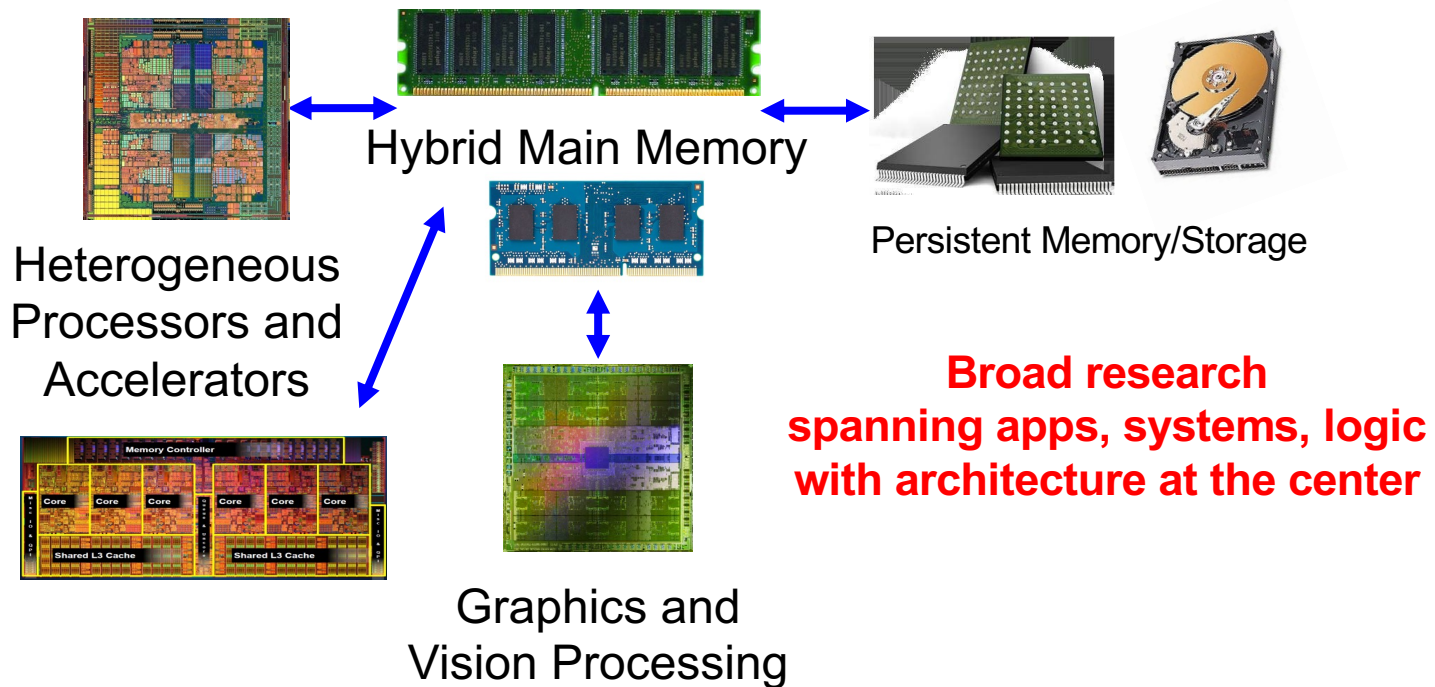 Hybrid Main Memory
Persistent Memory/Storage
Heterogeneous
Processors and
Accelerators
Memory Controller
Core
Core
Core
Core
Core
Core
Shared L3 Cache
Shared L3 Cache
Broad research
spanning apps, systems, logic
with architecture at the center
Graphics and
Vision Processing